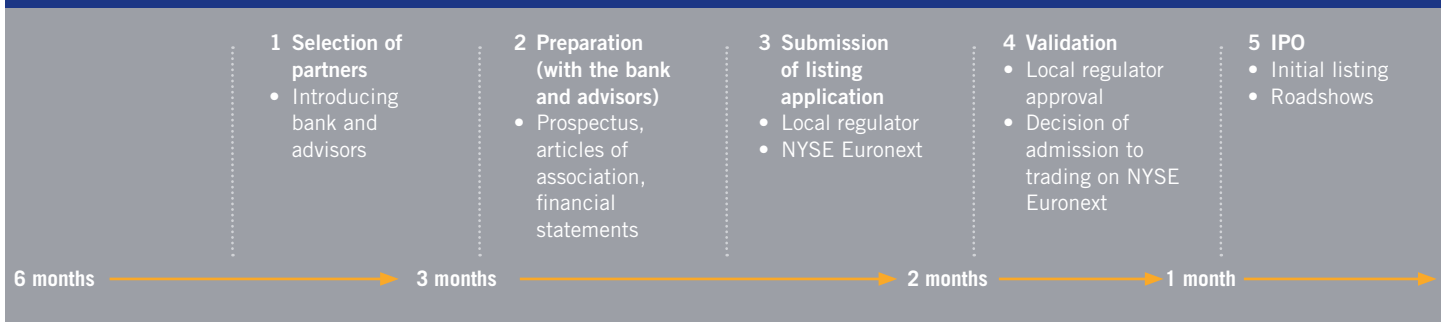 1 Selection of
partners
• Introducing
bank and
advisors
2 Preparation
(with the bank
and advisors)
• Prospectus,
articles of
association,
financial
statements
3 Submission
of listing
application
• Local regulator
• NYSE Euronext
4 Validation
• Local regulator
approval
• Decision of
admission to
trading on NYSE
Euronext
5 IPO
• Initial listing
• Roadshows
6 months
3 months
2 months
1 month